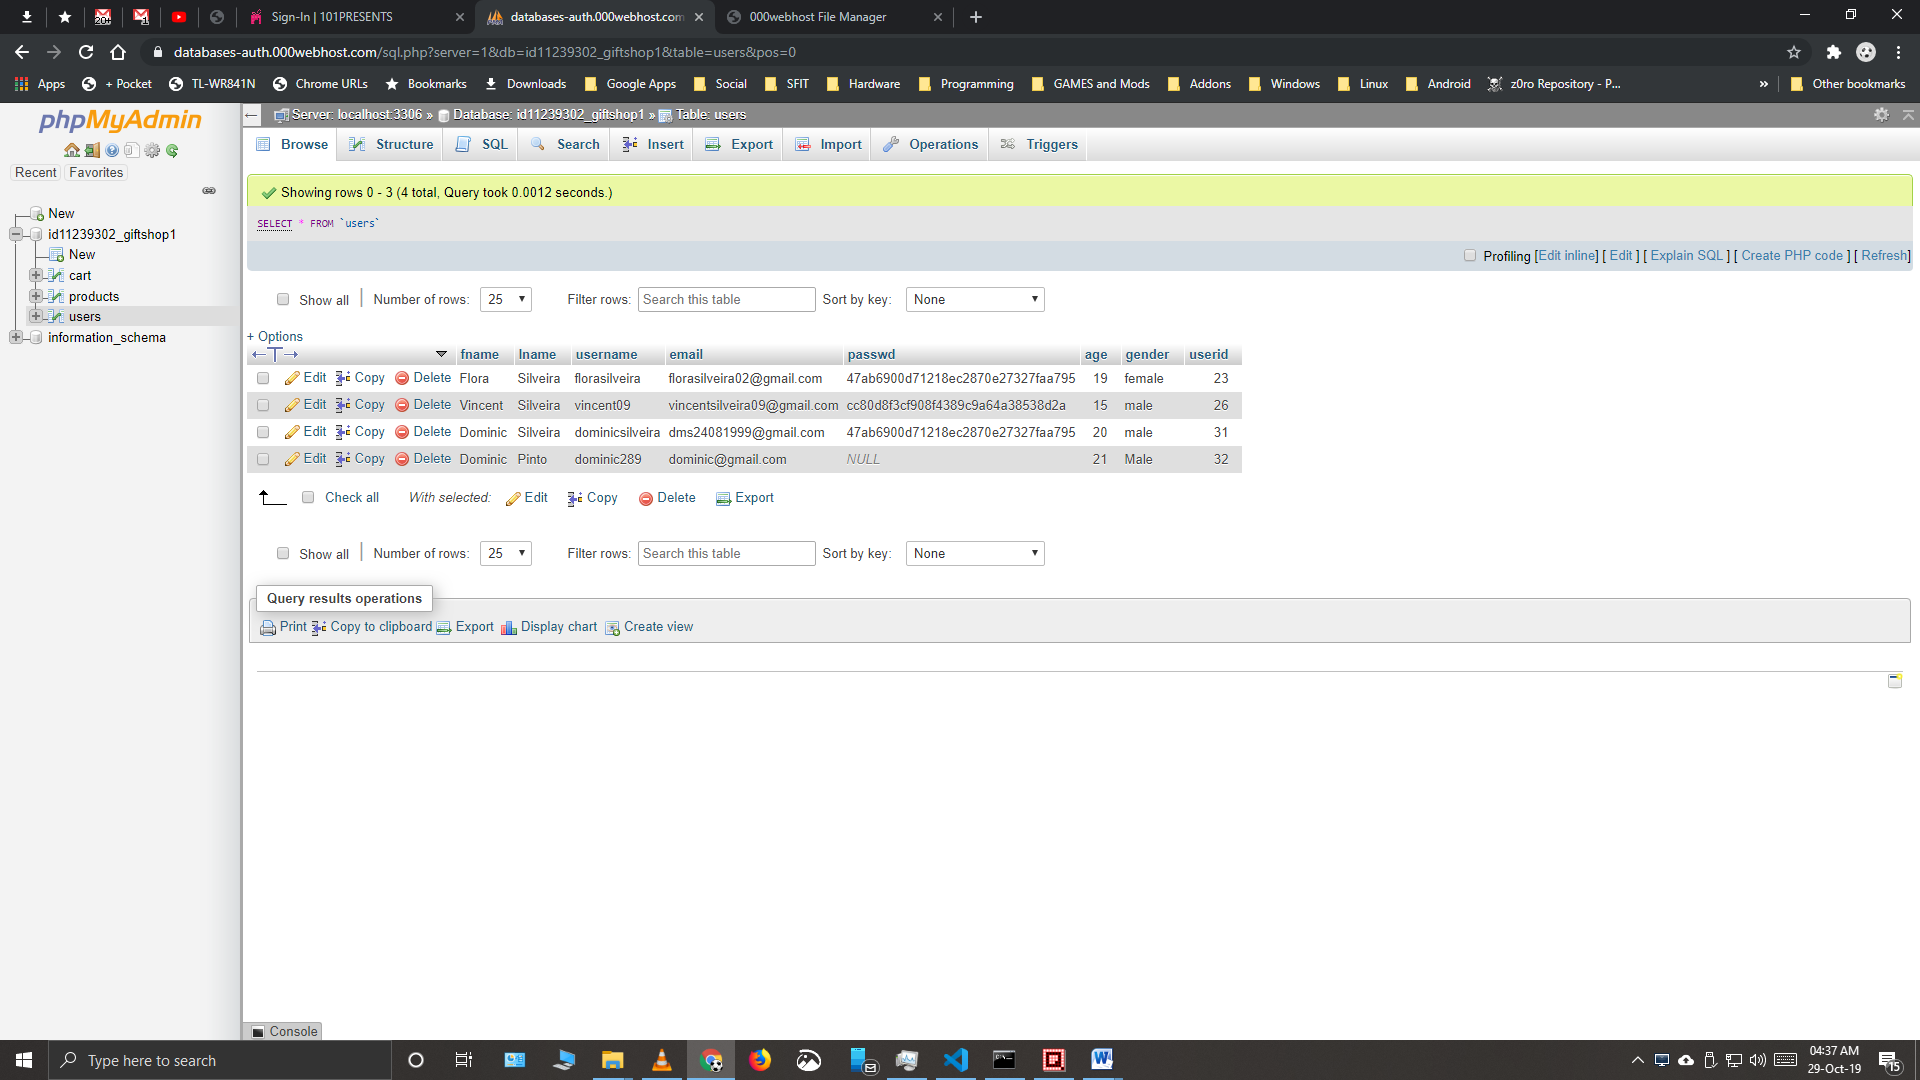 Sign-In | 101PRESENTS
databases-auth.000webhost.com
000webhost File Manager
databases-auth.000webhost.com/sql.php?server=1&db=id11239302_giftshop1&table=users&pos=0
Apps + Pocket TL-WR841N Chrome URLs Bookmarks Downloads Google Apps Social SFIT Hardware Programming GAMES and Mods Addons Windows Linux Android z0ro Repository - P... » Other bookmarks
phpMyAdmin
Recent Favorites
New
id11239302_giftshop1
New
cart
products
users
information_schema
Server: localhost:3306 » Database: id11239302_giftshop1 » Table: users
Browse Structure SQL Search Insert Export Import Operations Triggers
Showing rows 0 - 3 (4 total, Query took 0.0012 seconds.)
SELECT * FROM `users`
Profiling [Edit inline] [ Edit ] [ Explain SQL ] [ Create PHP code ] [ Refresh]
Show all | Number of rows: 25 Filter rows: Search this table Sort by key: None
+ Options
←T→ fname lname username email passwd age gender userid
Edit Copy Delete Flora Silveira florasilveira florasilveira02@gmail.com 47ab6900d71218ec2870e27327faa795 19 female 23
Edit Copy Delete Vincent Silveira vincent09 vincentsilveira09@gmail.com cc80d8f3cf908f4389c9a64a38538d2a 15 male 26
Edit Copy Delete Dominic Silveira dominicsilveira dms24081999@gmail.com 47ab6900d71218ec2870e27327faa795 20 male 31
Edit Copy Delete Dominic Pinto dominic289 dominic@gmail.com NULL 21 Male 32
Check all With selected: Edit Copy Delete Export
Show all | Number of rows: 25 Filter rows: Search this table Sort by key: None
Query results operations
Print Copy to clipboard Export Display chart Create view
Console
Type here to search
04:37 AM
29-Oct-19
15